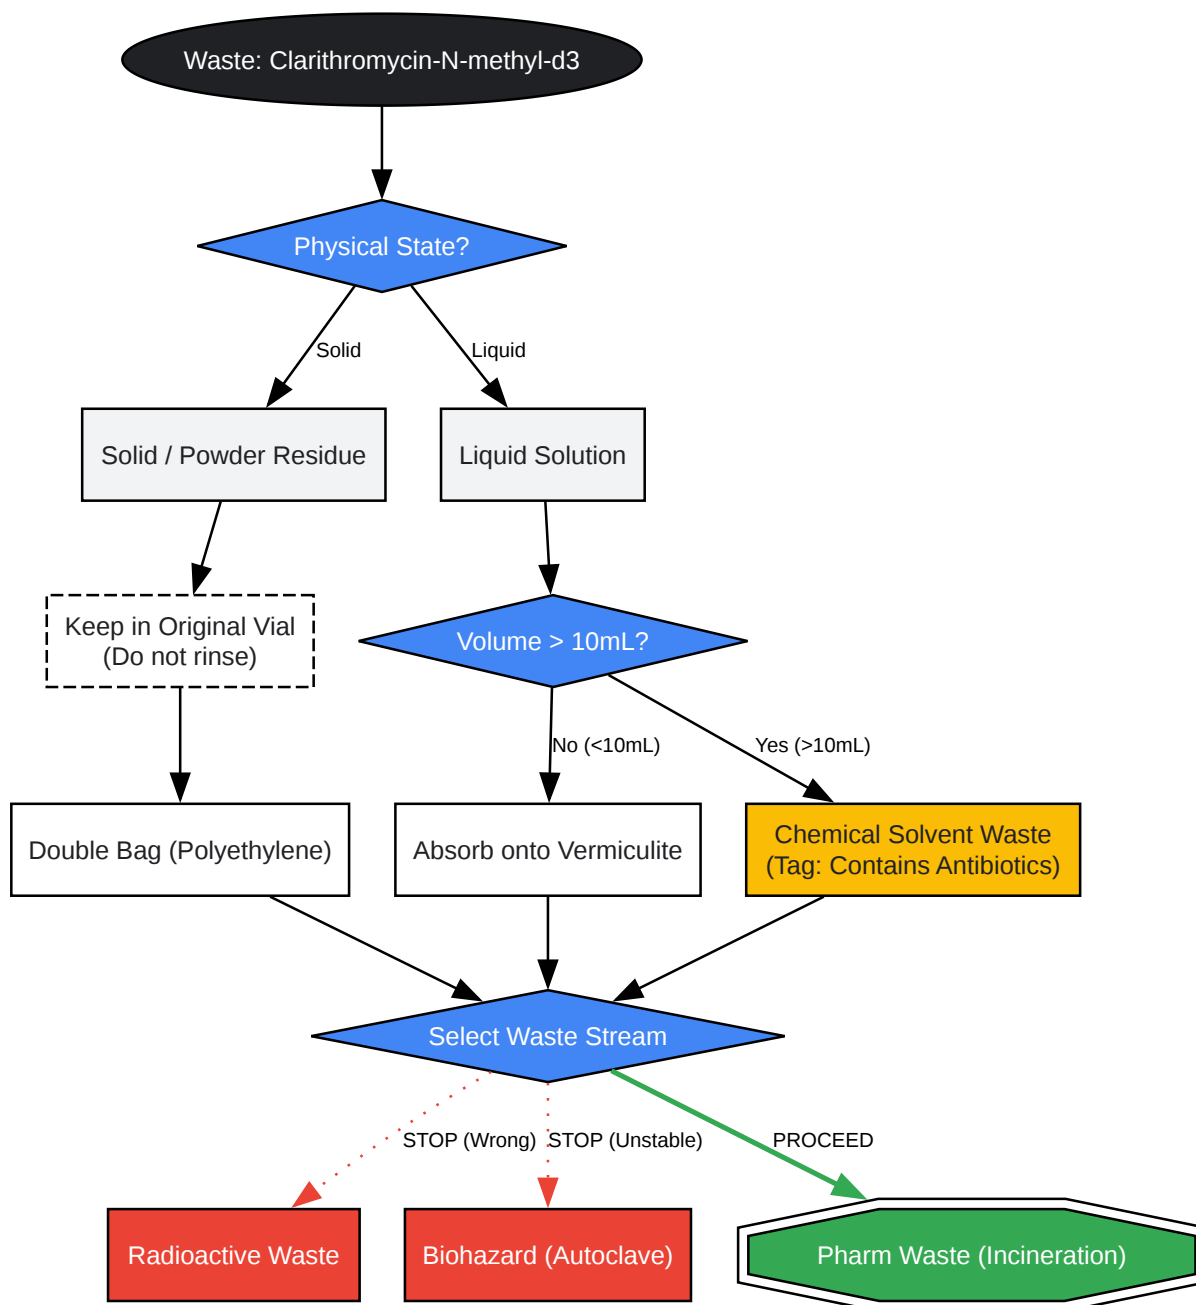 Waste: Clarithromycin-N-methyl-d3
Physical State?
Solid
Liquid
Solid / Powder Residue
Liquid Solution
Keep in Original Vial
(Do not rinse)
Volume > 10mL?
No (<10mL)
Yes (>10mL)
Double Bag (Polyethylene)
Absorb onto Vermiculite
Chemical Solvent Waste
(Tag: Contains Antibiotics)
Select Waste Stream
STOP (Wrong)
STOP (Unstable)
PROCEED
Radioactive Waste
Biohazard (Autoclave)
Pharm Waste (Incineration)